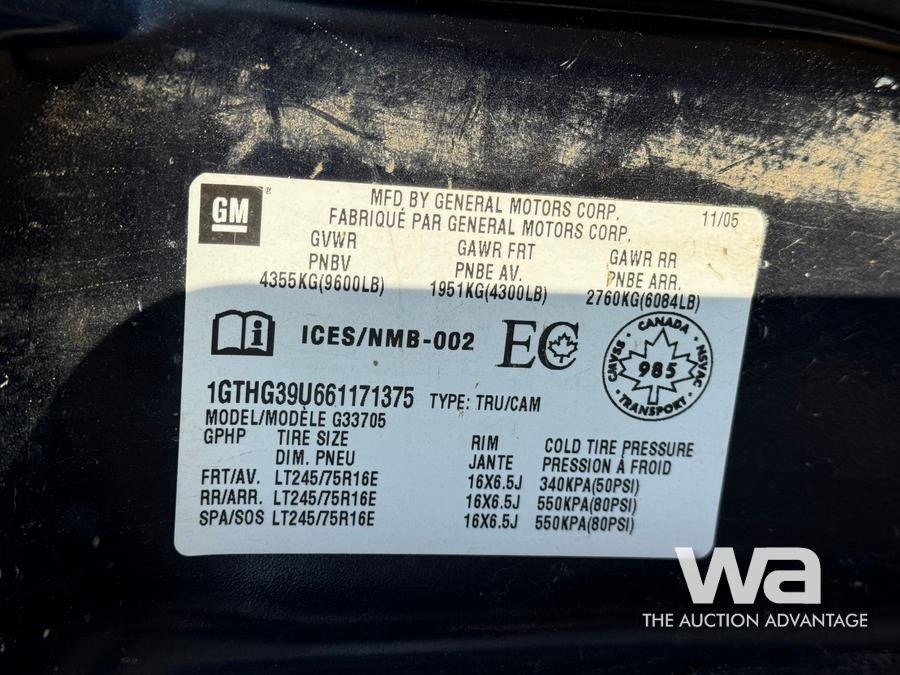 GM
MFD BY GENERAL MOTORS CORP. 11/05
FABRIQUÉ PAR GENERAL MOTORS CORP.
GVWR GAWR FRT GAWR RR
PNBV PNBE AV. PNBE ARR.
4355KG(9600LB) 1951KG(4300LB) 2760KG(6084LB)
i ICES/NMB-002 EC
CANADA
CMVSS 985 NSVAC
TRANSPORT
1GTHG39U661171375 TYPE: TRU/CAM
MODEL/MODÈLE G33705
GPHP TIRE SIZE RIM COLD TIRE PRESSURE
DIM. PNEU JANTE PRESSION À FROID
FRT/AV. LT245/75R16E 16X6.5J 340KPA(50PSI)
RR/ARR. LT245/75R16E 16X6.5J 550KPA(80PSI)
SPA/SOS LT245/75R16E 16X6.5J 550KPA(80PSI)
wa
THE AUCTION ADVANTAGE